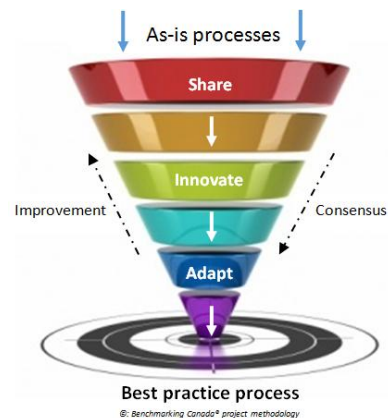 As-is processes
Share
Innovate
Improvement
Consensus
Adapt
Best practice process
©: Benchmarking Canada® project methodology